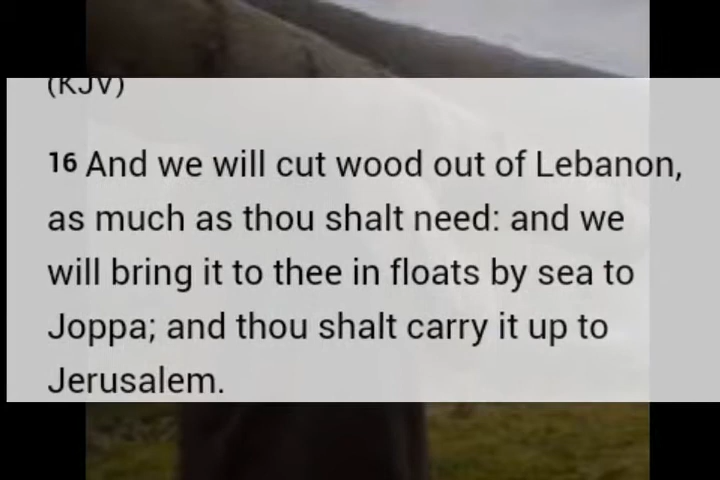 (KJV)
16 And we will cut wood out of Lebanon,
as much as thou shalt need: and we
will bring it to thee in floats by sea to
Joppa; and thou shalt carry it up to
Jerusalem.